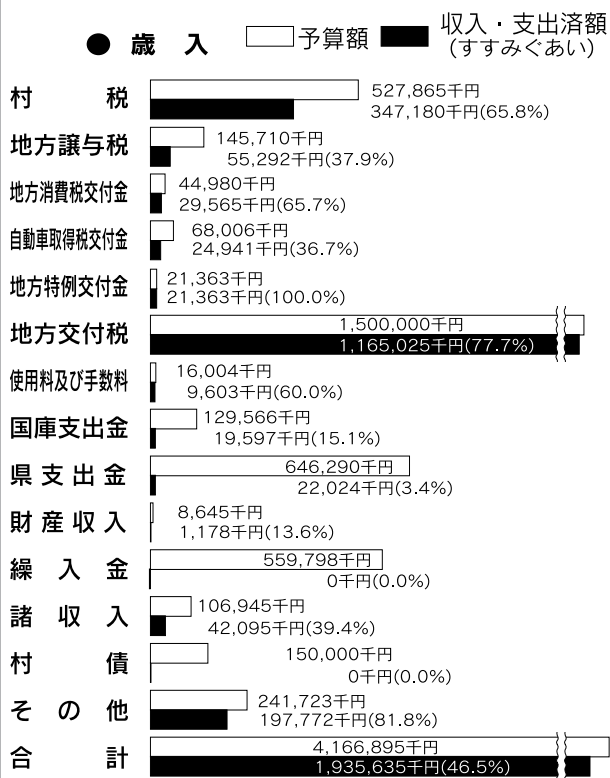 ● 歳入 予算額 収入・支出済額
(すすみぐあい)
村税 527,865千円
347,180千円(65.8%)
地方譲与税 145,710千円
55,292千円(37.9%)
地方消費税交付金 44,980千円
29,565千円(65.7%)
自動車取得税交付金 68,006千円
24,941千円(36.7%)
地方特例交付金 21,363千円
21,363千円(100.0%)
地方交付税 1,500,000千円
1,165,025千円(77.7%)
使用料及び手数料 16,004千円
9,603千円(60.0%)
国庫支出金 129,566千円
19,597千円(15.1%)
県支出金 646,290千円
22,024千円(3.4%)
財産収入 8,645千円
1,178千円(13.6%)
繰入金 559,798千円
0千円(0.0%)
諸収入 106,945千円
42,095千円(39.4%)
村債 150,000千円
0千円(0.0%)
その他 241,723千円
197,772千円(81.8%)
合計 4,166,895千円
1,935,635千円(46.5%)